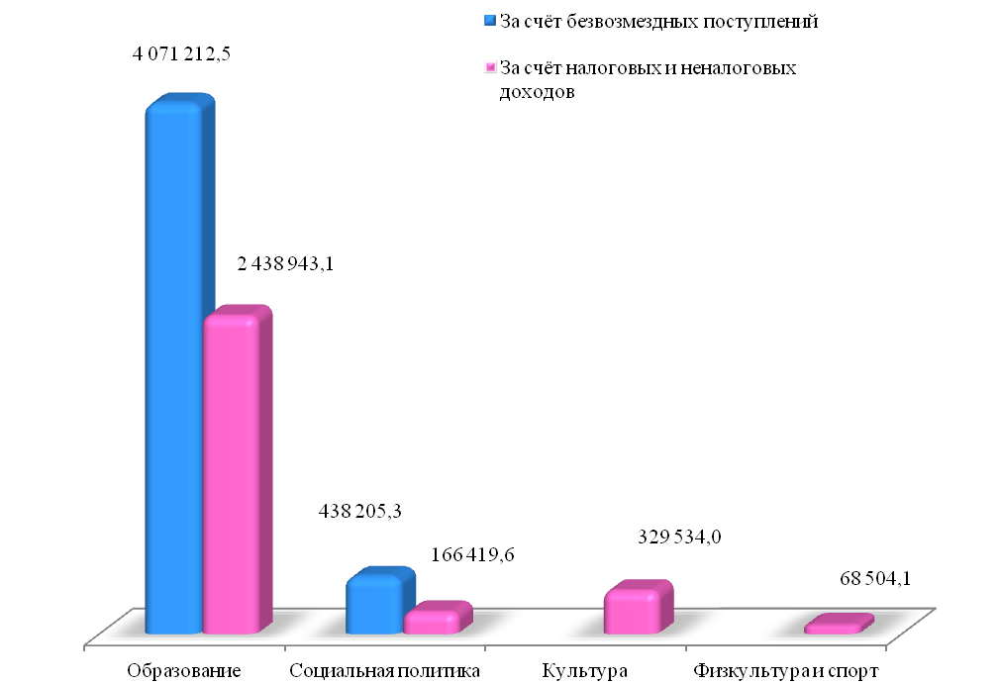 За счёт безвозмездных поступлений
За счёт налоговых и неналоговых
доходов
4 071 212,5
2 438 943,1
438 205,3
166 419,6
329 534,0
68 504,1
Образование
Социальная политика
Культура
Физкультура и спорт